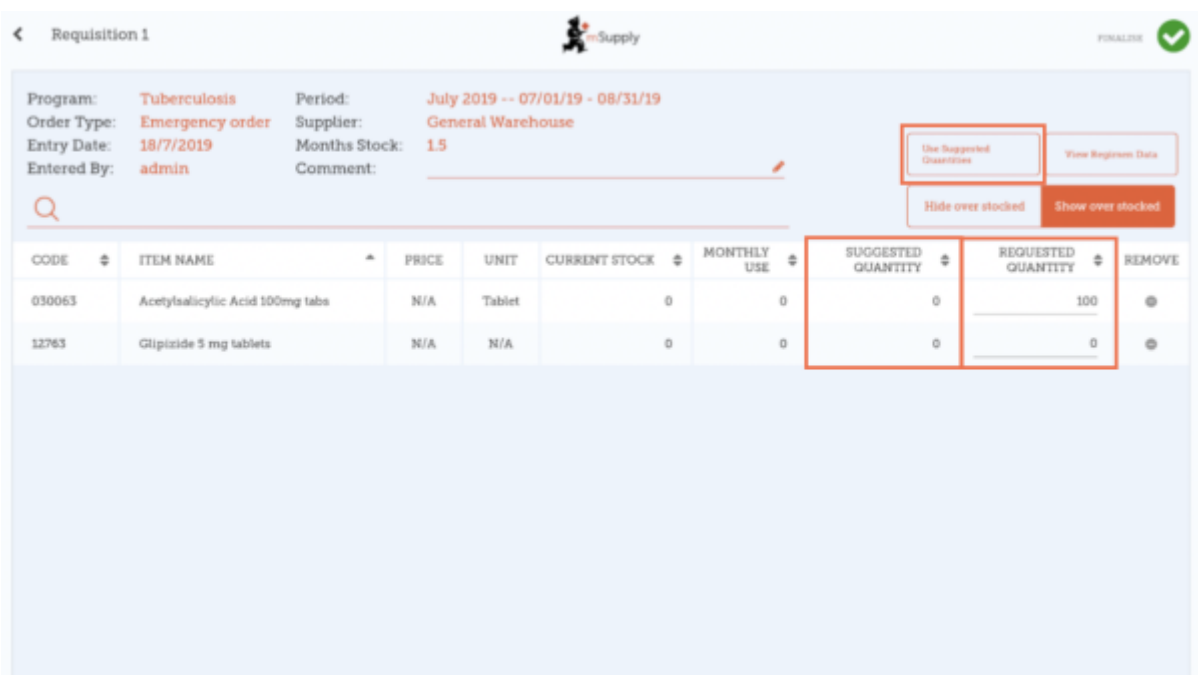 Requisition 1
mSupply
FINALISE
Program: Tuberculosis Period: July 2019 -- 07/01/19 - 08/31/19
Order Type: Emergency order Supplier: General Warehouse
Entry Date: 18/7/2019 Months Stock: 1.5
Entered By: admin Comment:
Use Suggested
Quantities
View Regimen Data
Hide over stocked Show over stocked
CODE ITEM NAME PRICE UNIT CURRENT STOCK MONTHLY USE SUGGESTED QUANTITY REQUESTED QUANTITY REMOVE
030063 Acetylsalicylic Acid 100mg tabs N/A Tablet 0 0 0 100
12763 Glipizide 5 mg tablets N/A N/A 0 0 0 0